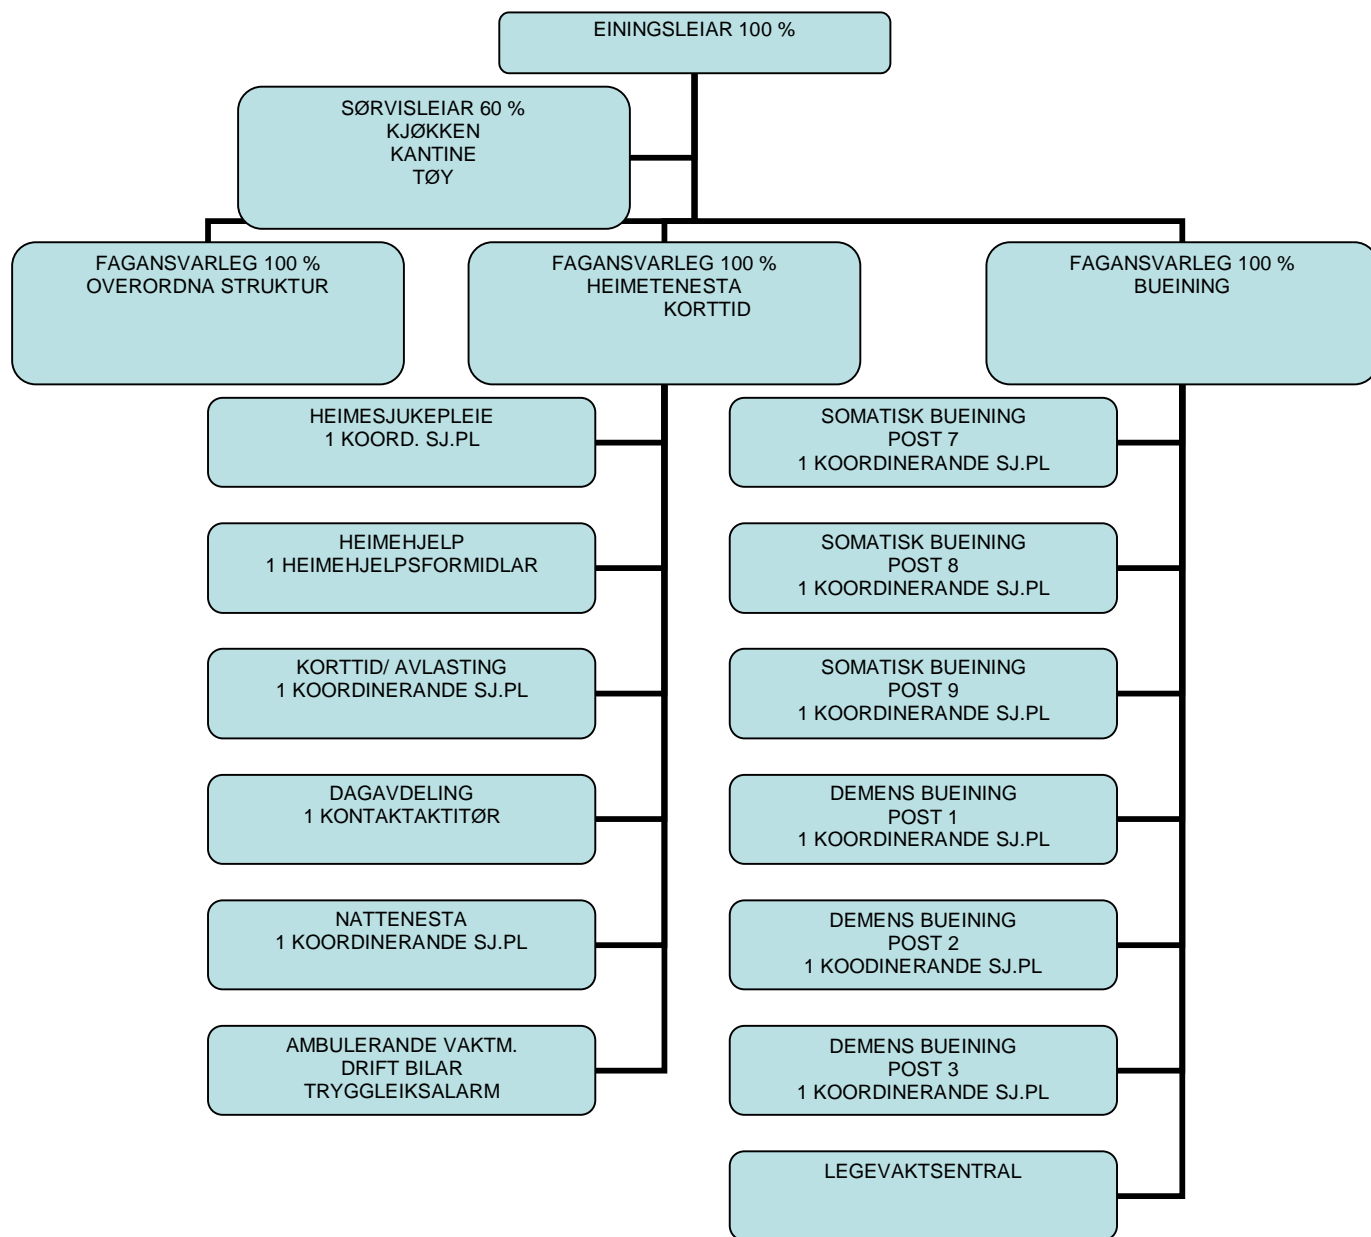 EININGSLEIAR 100 %
SØRVISLEIAR 60 %
KJØKKEN
KANTINE
TØY
FAGANSVARLEG 100 %
OVERORDNA STRUKTUR
FAGANSVARLEG 100 %
HEIMETENESTA
KORTTID
FAGANSVARLEG 100 %
BUEINING
HEIMESJUKEPLEIE
1 KOORD. SJ.PL
HEIMEHJELP
1 HEIMEHJELPSFORMIDLAR
KORTTID/ AVLASTING
1 KOORDINERANDE SJ.PL
DAGAVDELING
1 KONTAKTAKTITØR
NATTENESTA
1 KOORDINERANDE SJ.PL
AMBULERANDE VAKTM.
DRIFT BILAR
TRYGGLEIKSALARM
SOMATISK BUEINING
POST 7
1 KOORDINERANDE SJ.PL
SOMATISK BUEINING
POST 8
1 KOORDINERANDE SJ.PL
SOMATISK BUEINING
POST 9
1 KOORDINERANDE SJ.PL
DEMENS BUEINING
POST 1
1 KOORDINERANDE SJ.PL
DEMENS BUEINING
POST 2
1 KOODINERANDE SJ.PL
DEMENS BUEINING
POST 3
1 KOORDINERANDE SJ.PL
LEGEVAKTSENTRAL